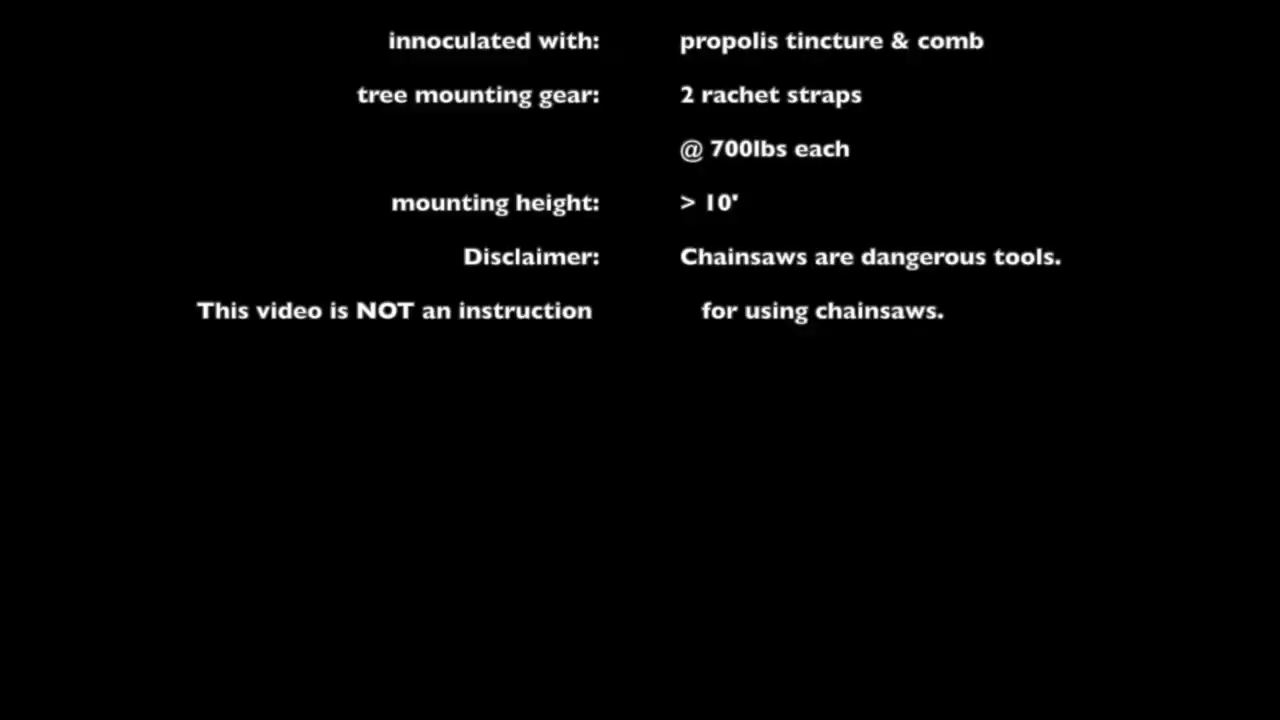 innoculated with: propolis tincture & comb
tree mounting gear: 2 rachet straps
@ 700lbs each
mounting height: > 10'
Disclaimer: Chainsaws are dangerous tools.
This video is NOT an instruction for using chainsaws.